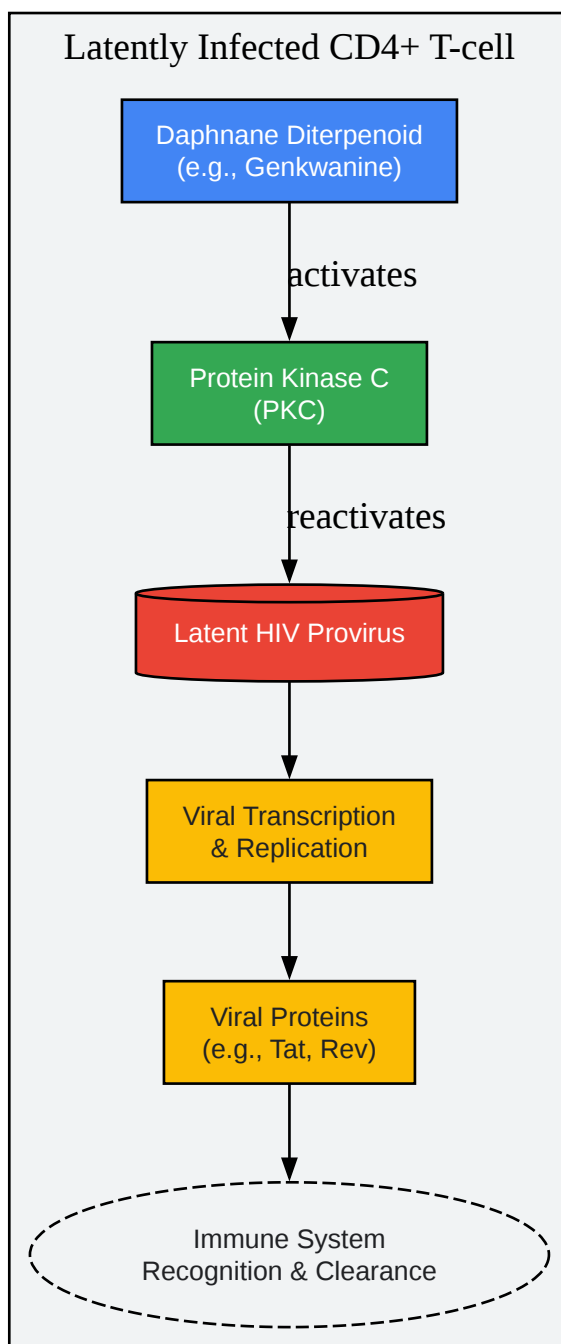 Latently Infected CD4+ T-cell
Daphnane Diterpenoid
(e.g., Genkwanine)
activates
Protein Kinase C
(PKC)
reactivates
Latent HIV Provirus
Viral Transcription
& Replication
Viral Proteins
(e.g., Tat, Rev)
Immune System
Recognition & Clearance